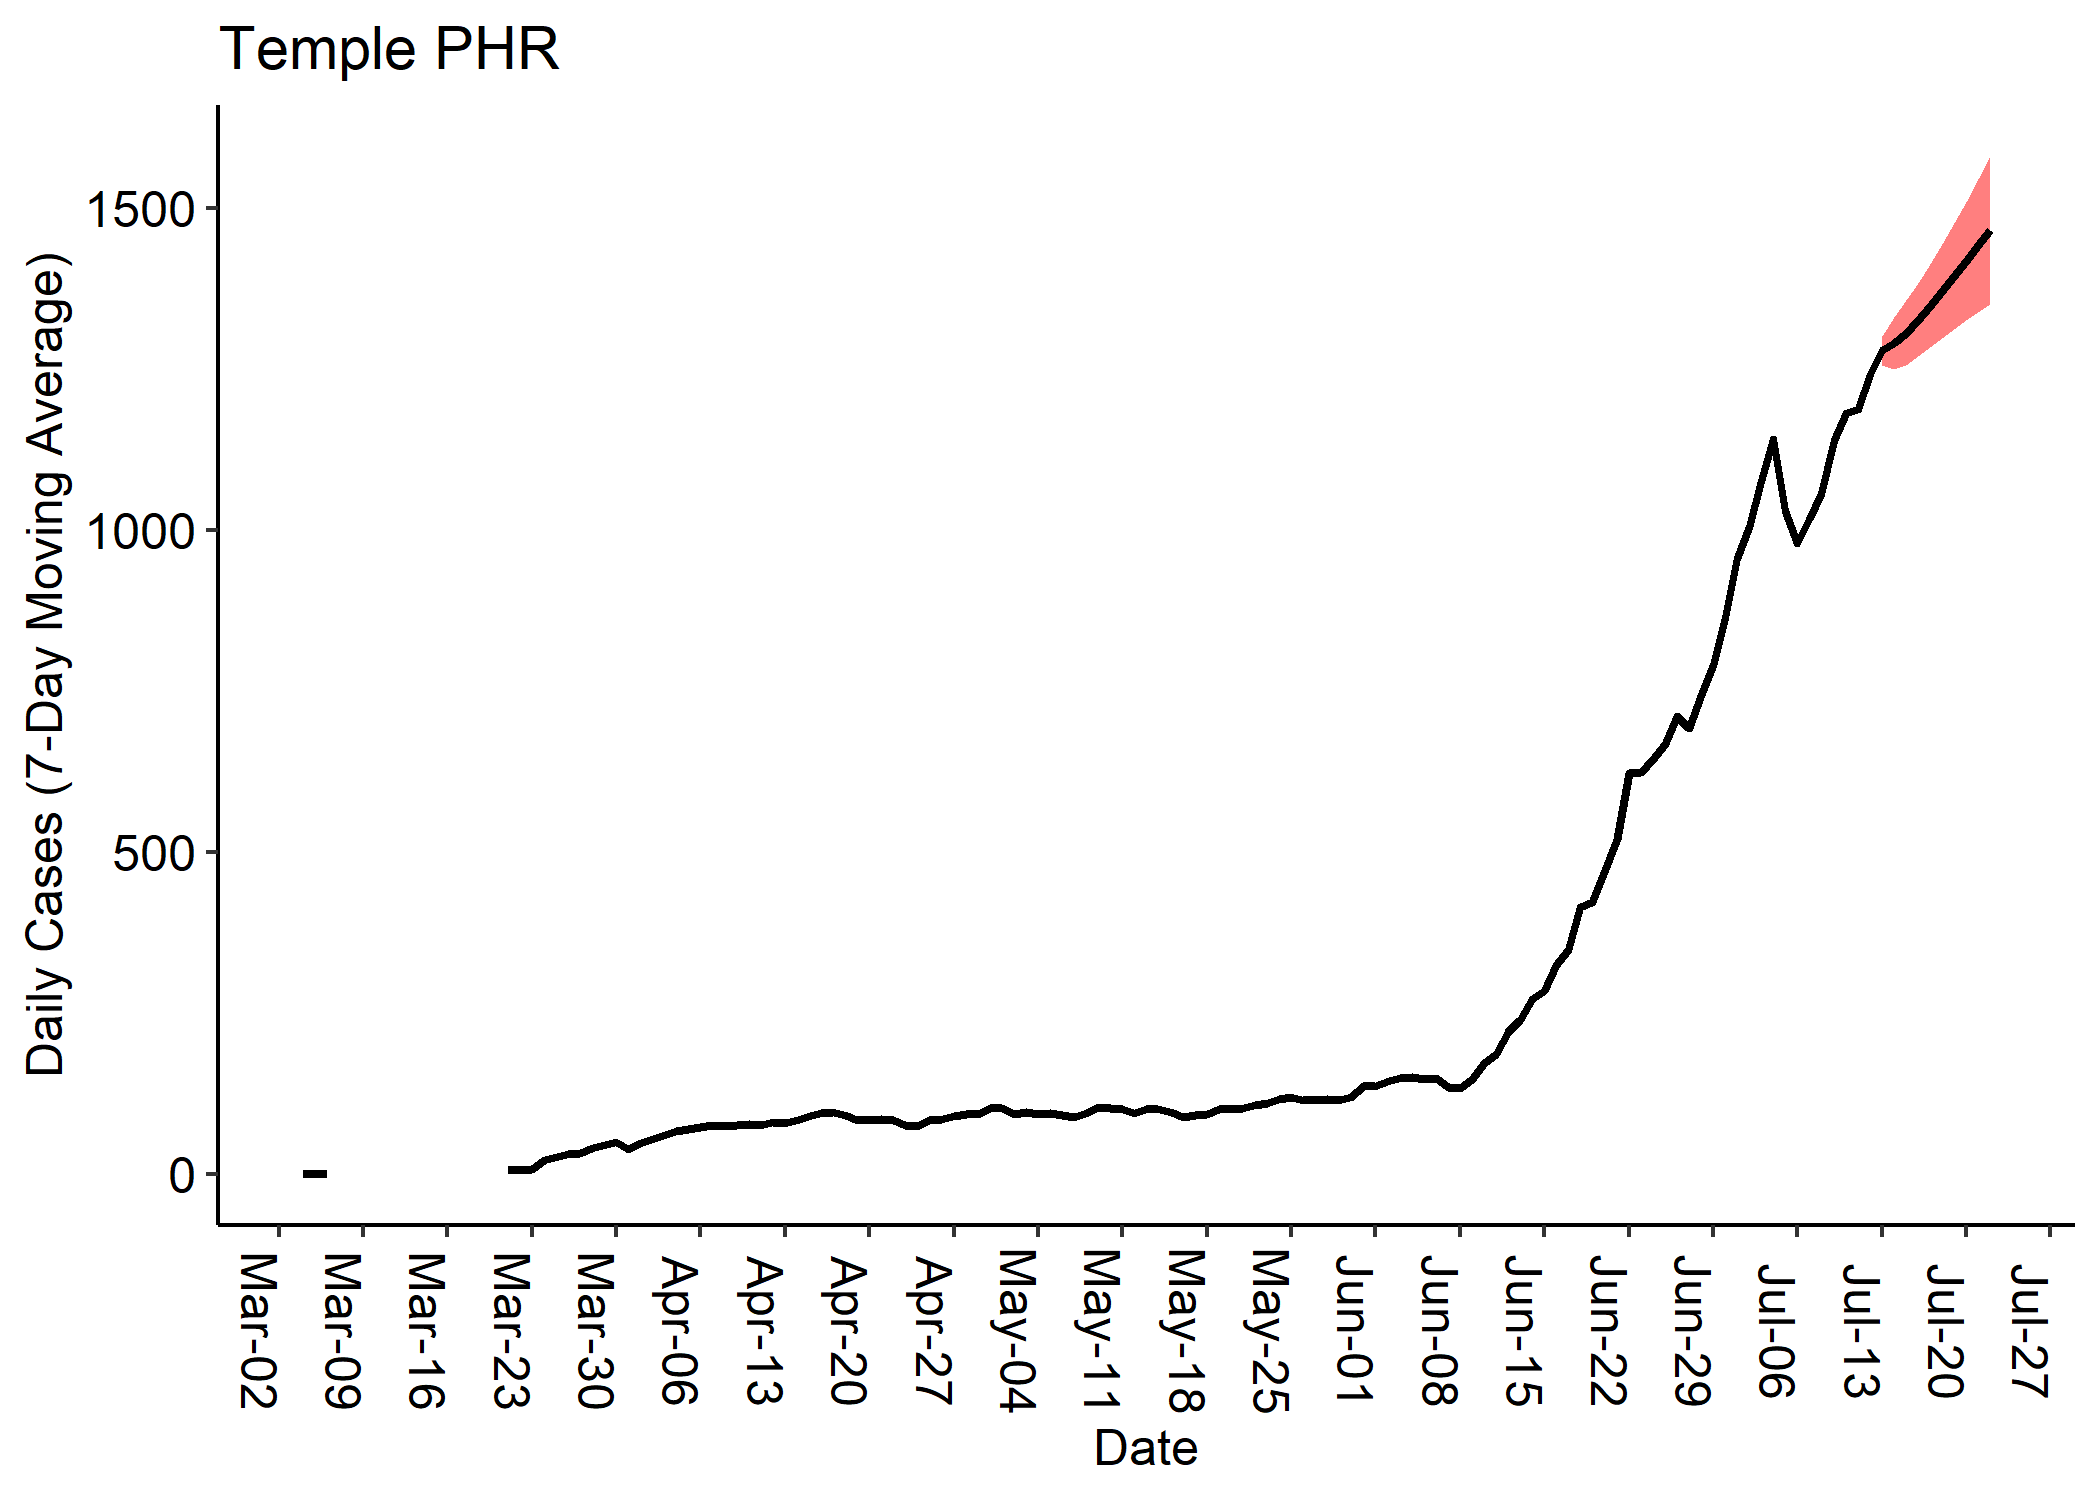 Temple PHR
Daily Cases (7-Day Moving Average)
1500
1000
500
0
Mar-02
Mar-09
Mar-16
Mar-23
Mar-30
Apr-06
Apr-13
Apr-20
Apr-27
May-04
May-11
May-18
May-25
Jun-01
Jun-08
Jun-15
Jun-22
Jun-29
Jul-06
Jul-13
Jul-20
Jul-27
Date